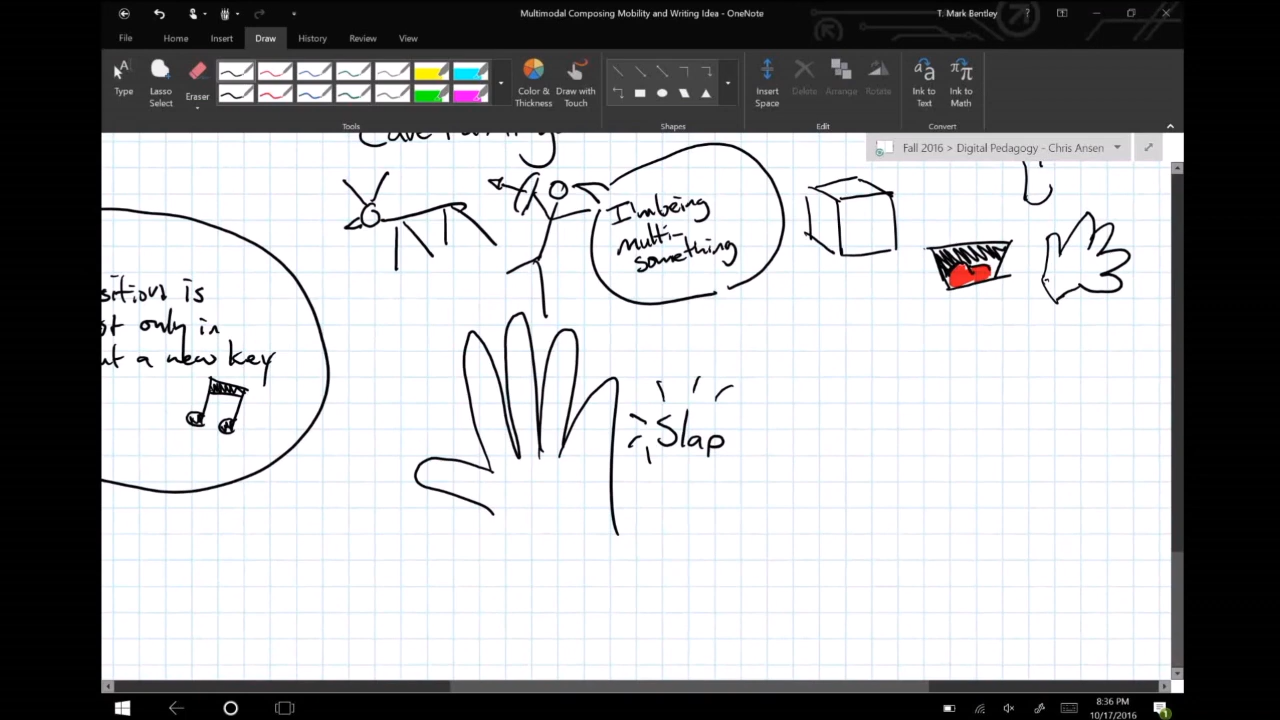 Multimodal Composing Mobility and Writing Idea - OneNote
T. Mark Bentley
?
File
Home
Insert
Draw
History
Review
View
Type
Lasso Select
Eraser
Color & Thickness
Draw with Touch
Insert Space
Delete
Arrange
Rotate
Ink to Text
Ink to Math
Tools
Shapes
Edit
Convert
Fall 2016 > Digital Pedagogy - Chris Ansen
I'm being
multi-
something
is
only in
a new key
Slap
8:36 PM
10/17/2016